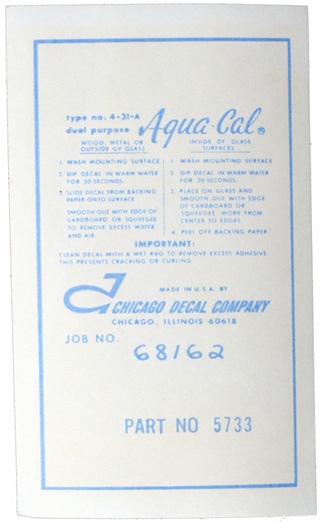 type no. 4-31-A
dual purpose
Aqua-Cal®
WOOD, METAL OR
OUTSIDE OF GLASS
1 WASH MOUNTING SURFACE
2 DIP DECAL IN WARM WATER
FOR 20 SECONDS
3 SLIDE DECAL FROM BACKING
PAPER ONTO SURFACE
SMOOTH OUT WITH EDGE OF
CARDBOARD OR SQUEEGEE
TO REMOVE EXCESS WATER
AND AIR
INSIDE OF GLASS
SURFACES
1. WASH MOUNTING SURFACE
2. DIP DECAL IN WARM WATER
FOR 20 SECONDS
3. PLACE ON GLASS AND
SMOOTH OUT WITH EDGE
OF CARDBOARD OR
SQUEEGEE WORK FROM
CENTER TO EDGES.
4. PEEL OFF BACKING PAPER
IMPORTANT:
CLEAN DECAL WITH A WET RAG TO REMOVE EXCESS ADHESIVE.
THIS PREVENTS CRACKING OR CURLING
MADE IN U.S.A. BY
CHICAGO DECAL COMPANY
CHICAGO, ILLINOIS 60618
JOB NO.
68162
PART NO 5733